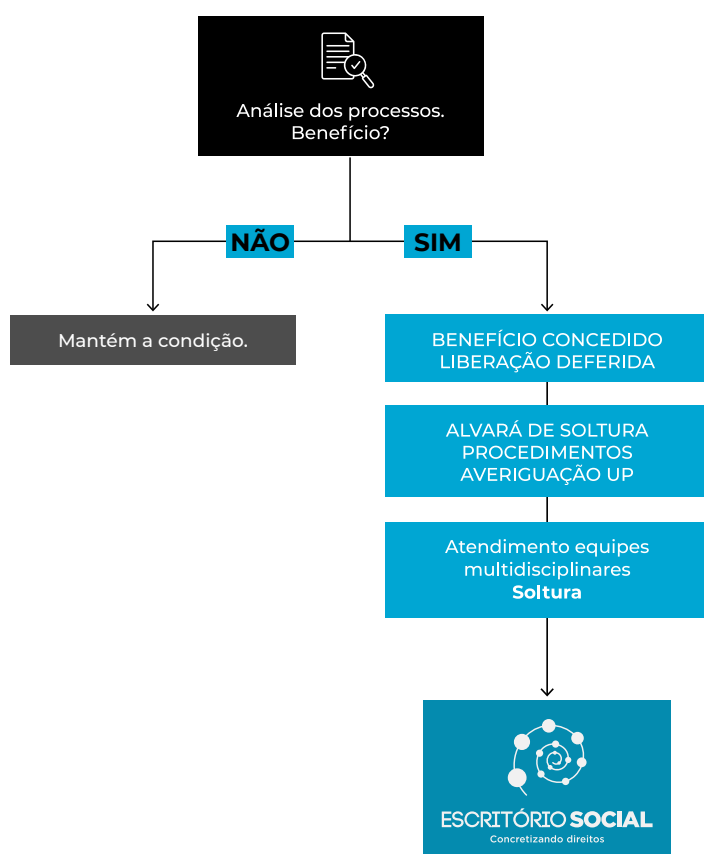 Análise dos processos.
Benefício?
NÃO
SIM
Mantém a condição.
BENEFÍCIO CONCEDIDO
LIBERAÇÃO DEFERIDA
ALVARÁ DE SOLTURA
PROCEDIMENTOS
AVERIGUAÇÃO UP
Atendimento equipes
multidisciplinares
Soltura
ESCRITÓRIO SOCIAL
Concretizando direitos